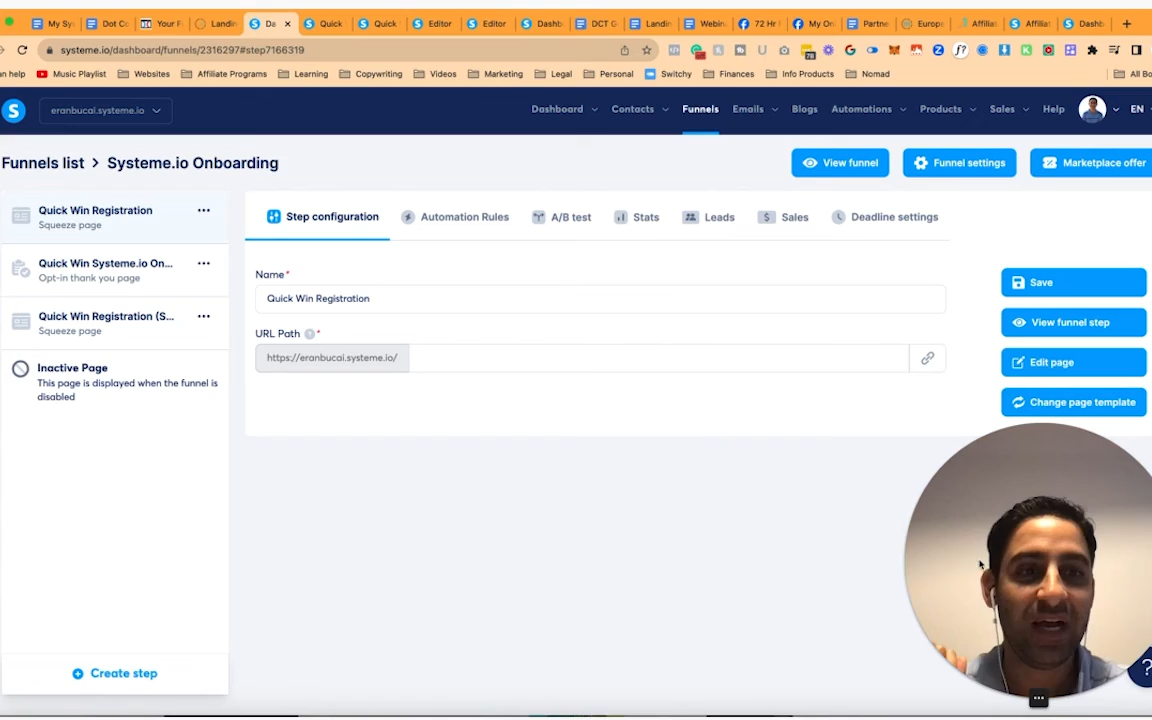 My Sy
Dot Co
Your F
Landin
Da
Quick
Quick
Editor
Editor
Dashb
DCT G
Landin
Webin
72 Hr
My On
Partne
Europe
Affilia
Affiliat
Dashb
systeme.io/dashboard/funnels/2316297#step7166319
n help
Music Playlist
Websites
Affiliate Programs
Learning
Copywriting
Videos
Marketing
Legal
Personal
Switchy
Finances
Info Products
Nomad
All Bo
S
eranbucai.systeme.io
Dashboard
Contacts
Funnels
Emails
Blogs
Automations
Products
Sales
Help
EN
Funnels list > Systeme.io Onboarding
View funnel
Funnel settings
Marketplace offer
Quick Win Registration
Squeeze page
Quick Win Systeme.io On...
Opt-in thank you page
Quick Win Registration (S...
Squeeze page
Inactive Page
This page is displayed when the funnel is
disabled
Create step
Step configuration
Automation Rules
A/B test
Stats
Leads
Sales
Deadline settings
Name*
Quick Win Registration
URL Path ? *
https://eranbucai.systeme.io/
Save
View funnel step
Edit page
Change page template
?